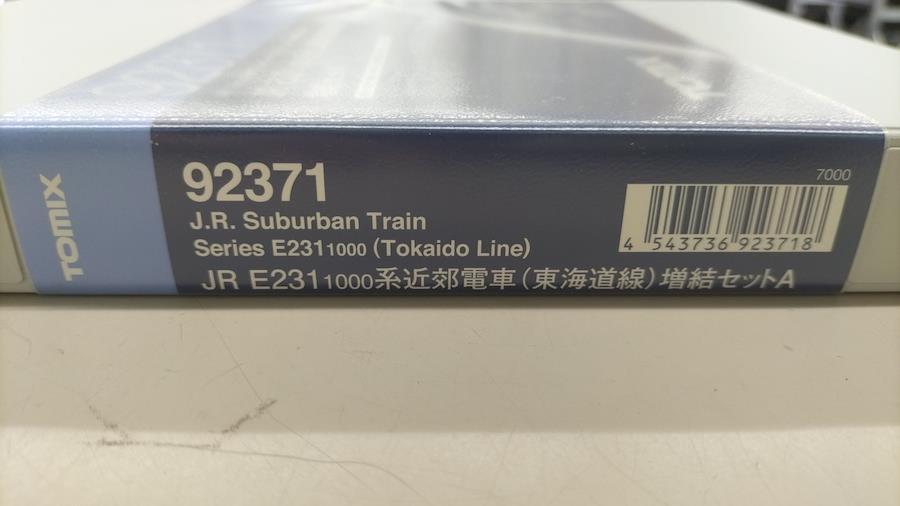 TOMIX
92371
7000
J.R. Suburban Train
Series E231 1000 (Tokaido Line)
JR E231 1000系近郊電車(東海道線)増結セットA
4 543736 923718